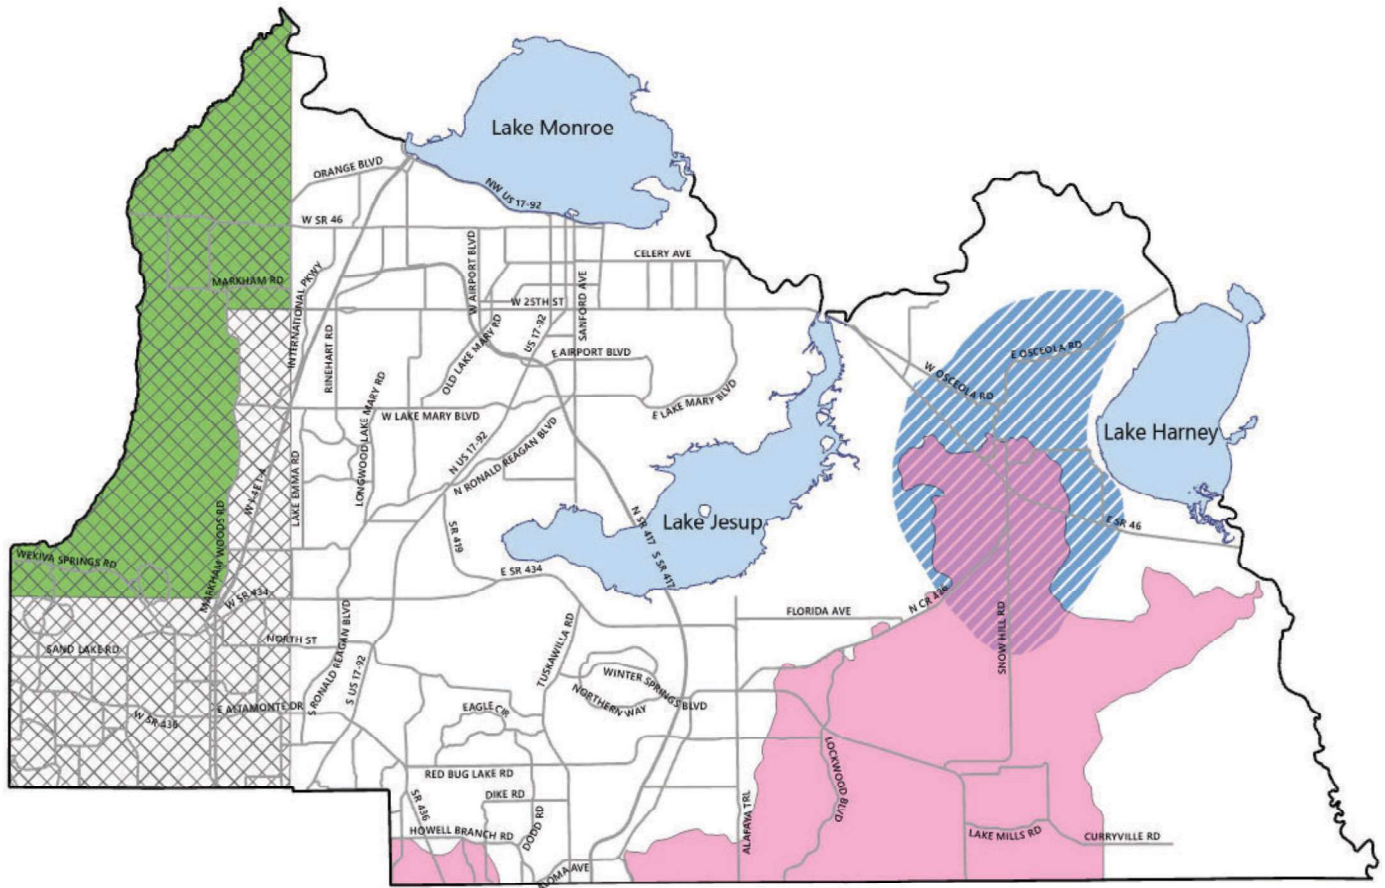 Lake Monroe
ORANGE BLVD
NW US 17-92
W SR 46
CELERY AVE
MARKHAM RD
INTERNATIONAL PKWY
W AIRPORT BLVD
W 25TH ST
SANFORD AVE
OLD LAKE MARY RD
US 17-92
RINEHART RD
E AIRPORT BLVD
E OSCEOLA RD
W OSCEOLA RD
LONGWOOD LAKE MARY RD
W LAKE MARY BLVD
E LAKE MARY BLVD
Lake Harney
N US 17-92
N RONALD REAGAN BLVD
LAKE EMMA RD
W I-4 E I-4
Lake Jesup
N SR 417
S SR 417
E SR 46
SR 419
MARKHAM WOODS RD
WEKIVA SPRINGS RD
E SR 434
W SR 434
FLORIDA AVE
SNOW HILL RD
NORTH ST
SAND LAKE RD
S RONALD REAGAN BLVD
S US 17-92
TUSKAWILLA RD
WINTER SPRINGS BLVD
NORTHERN WAY
EAGLE CIR
E ALTAMONTE DR
W SR 436
RED BUG LAKE RD
LOCKWOOD BLVD
DIKE RD
SR 436
DODD RD
HOWELL BRANCH RD
ALAFAYA TRL
LAKE MILLS RD
CURRYVILLE RD